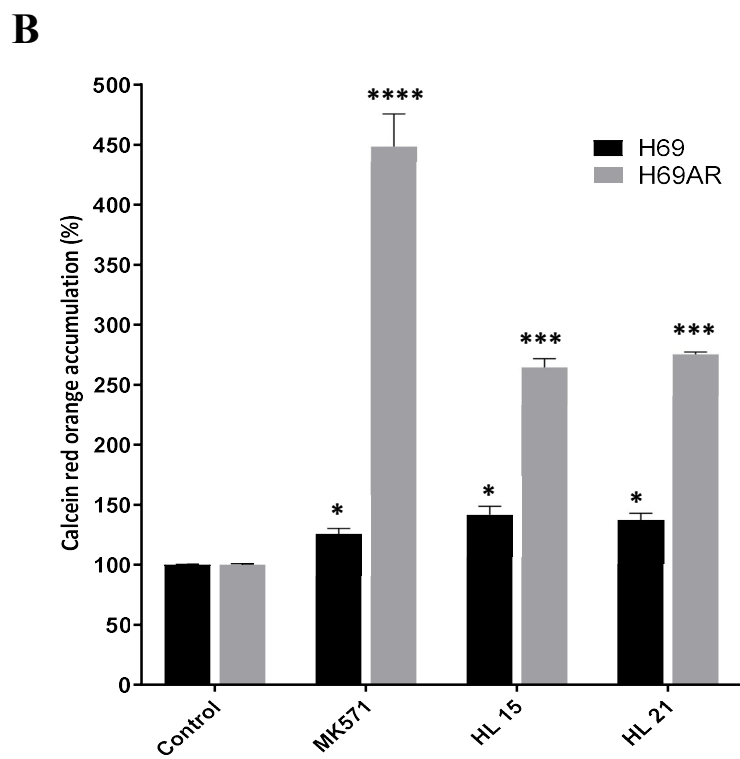 B
Calcein red orange accumulation (%)
500
450
400
350
300
250
200
150
100
50
0
****
***
***
*
*
*
H69
H69AR
Control
MK571
HL 15
HL 21